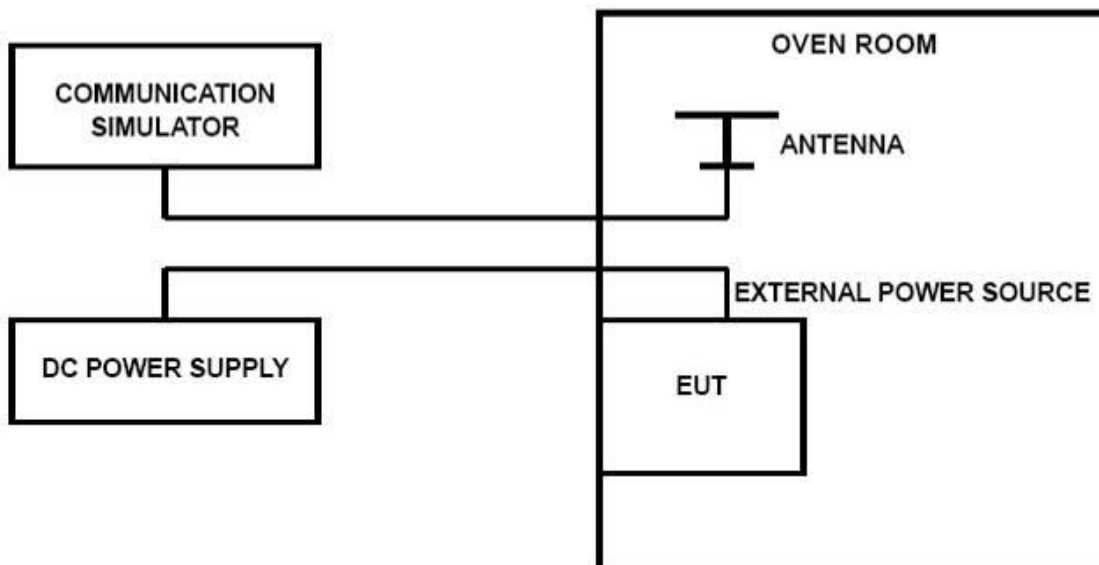 OVEN ROOM
COMMUNICATION
SIMULATOR
ANTENNA
EXTERNAL POWER SOURCE
DC POWER SUPPLY
EUT